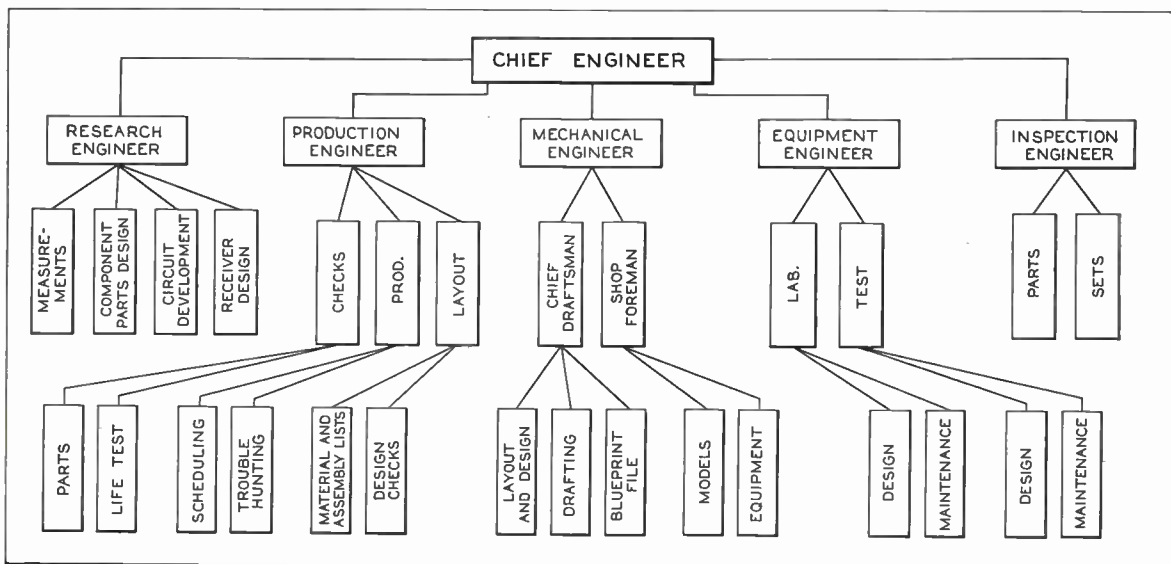 CHIEF ENGINEER
RESEARCH
ENGINEER
PRODUCTION
ENGINEER
MECHANICAL
ENGINEER
EQUIPMENT
ENGINEER
INSPECTION
ENGINEER
MEASURE-
MENTS
COMPONENT
PARTS DESIGN
CIRCUIT
DEVELOPMENT
RECEIVER
DESIGN
CHECKS
PROD.
LAYOUT
CHIEF
DRAFTSMAN
SHOP
FOREMAN
LAB.
TEST
PARTS
SETS
PARTS
LIFE TEST
SCHEDULING
TROUBLE
HUNTING
MATERIAL AND
ASSEMBLY LISTS
DESIGN
CHECKS
LAYOUT
AND DESIGN
DRAFTING
BLUEPRINT
FILE
MODELS
EQUIPMENT
DESIGN
MAINTENANCE
DESIGN
MAINTENANCE